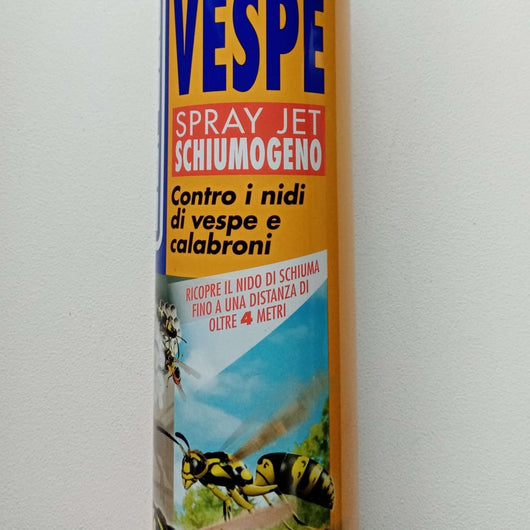 VESPE
SPRAY JET
SCHIUMOGENO
Contro i nidi
di vespe e
calabroni
RICOPRE IL NIDO DI SCHIUMA
FINO A UNA DISTANZA DI
OLTRE 4 METRI